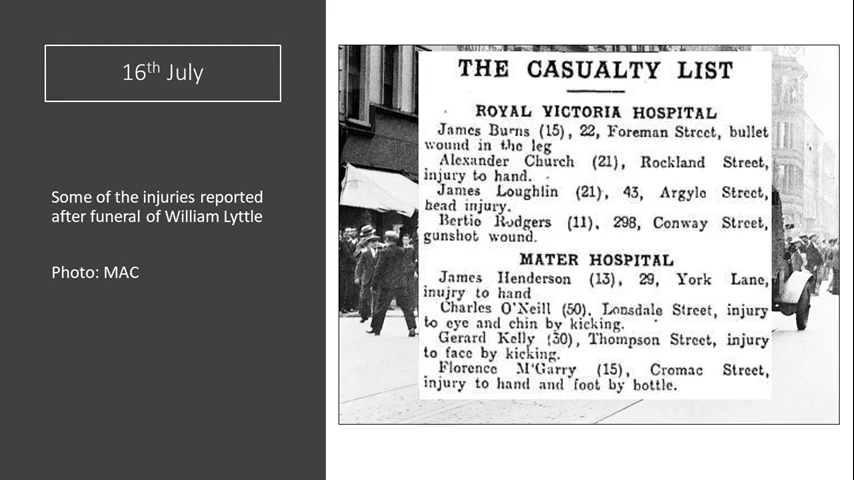 16th July
Some of the injuries reported
after funeral of William Lyttle
Photo: MAC
THE CASUALTY LIST
ROYAL VICTORIA HOSPITAL
James Burns (15), 22, Foreman Street, bullet
wound in the leg
Alexander Church (21), Rockland Street,
injury to hand.
James Loughlin (21), 43, Argyle Street,
head injury.
Bertie Rodgers (11), 298, Conway Street,
gunshot wound.
MATER HOSPITAL
James Henderson (13), 29, York Lane,
inujry to hand
Charles O'Neill (50), Lonsdale Street, injury
to eye and chin by kicking.
Gerard Kelly (30), Thompson Street, injury
to face by kicking.
Florence M'Garry (15), Cromac Street,
injury to hand and foot by bottle.